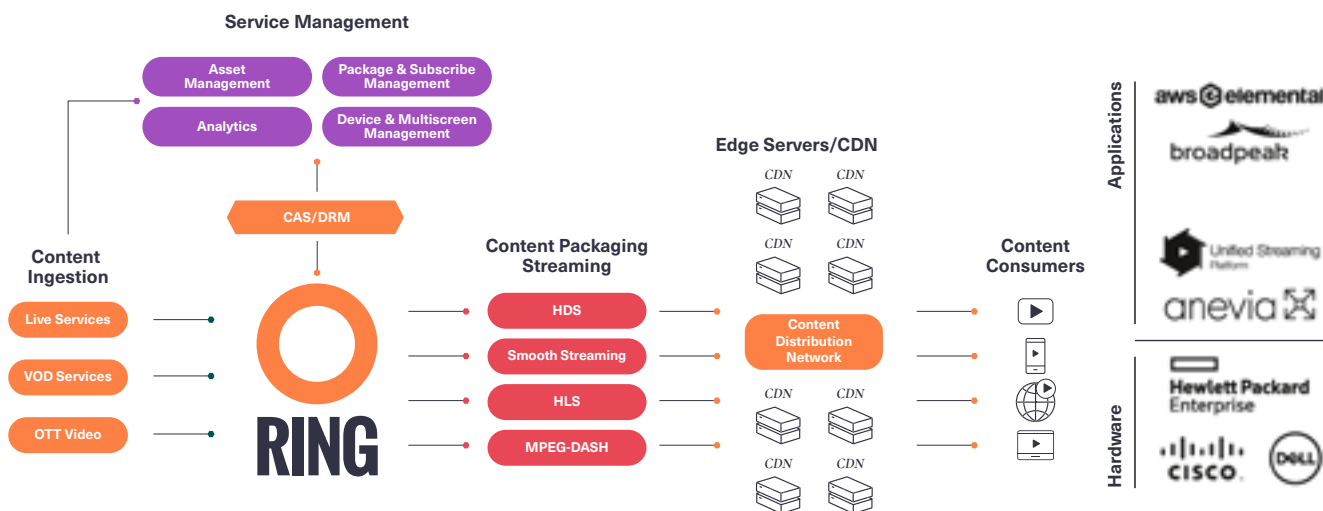 Service Management
Asset
Management
Package & Subscribe
Management
Analytics
Device & Multiscreen
Management
CAS/DRM
Content
Ingestion
Live Services
VOD Services
OTT Video
RING
Content Packaging
Streaming
HDS
Smooth Streaming
HLS
MPEG-DASH
Edge Servers/CDN
CDN
CDN
CDN
CDN
Content
Distribution
Network
CDN
CDN
CDN
CDN
Content
Consumers
Applications
aws elemental
broadpeak
Unified Streaming
Platform
anevia
Hardware
Hewlett Packard
Enterprise
CISCO
DELL